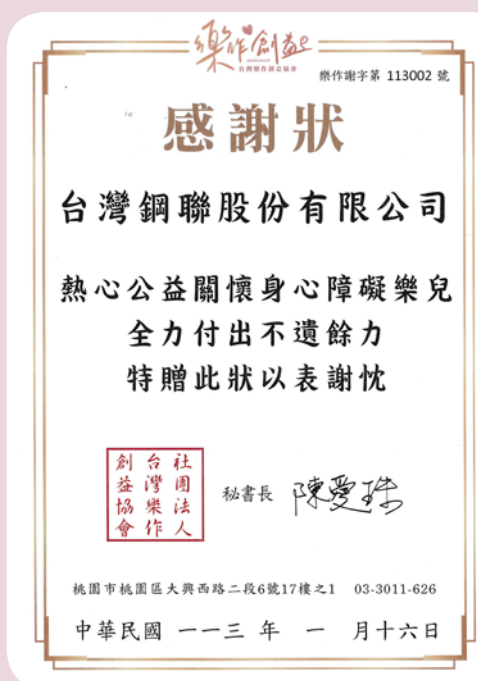 樂作創益
台灣樂作創益協會
樂作謝字第 113002 號
感謝狀
台灣鋼聯股份有限公司
熱心公益關懷身心障礙樂兒
全力付出不遺餘力
特贈此狀以表謝忱
社團法人
台灣樂作
創益協會
秘書長 陳愛珠
桃園市桃園區大興西路二段6號17樓之1 03-3011-626
中華民國 一一三 年 一 月十六日